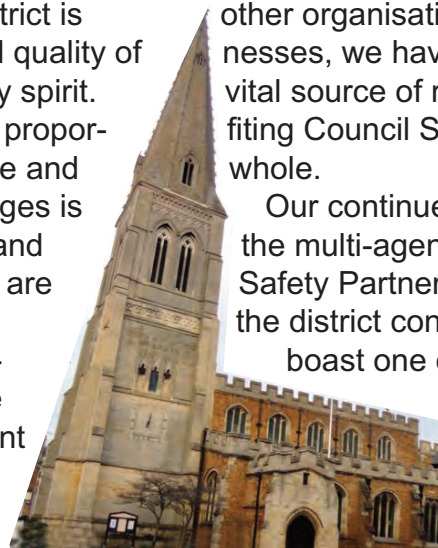 trict is
quality of
y spirit.
propor-
e and
ges is
and
are
nt
other organisati
nesses, we hav
vital source of r
fiting Council S
whole.
Our continue
the multi-agen
Safety Partner
the district con
boast one